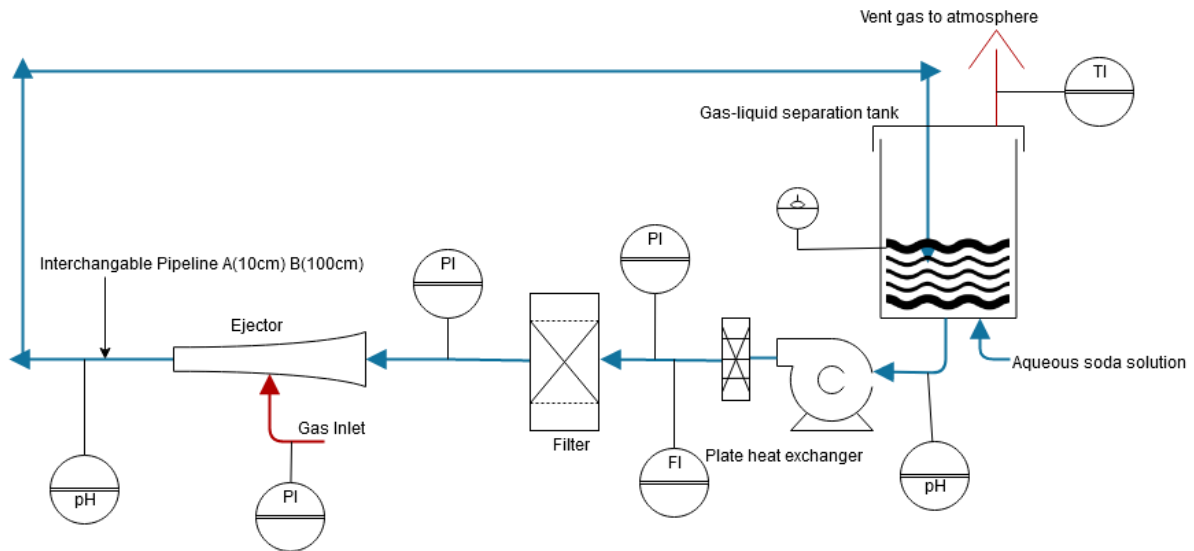 Vent gas to atmosphere
TI
Gas-liquid separation tank
PI
PI
Interchangable Pipeline A(10cm) B(100cm)
Ejector
Aqueous soda solution
Gas Inlet
Filter
Plate heat exchanger
FI
pH
pH
PI